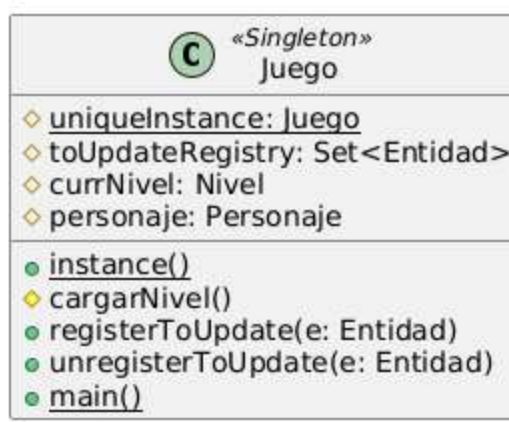 C «Singleton»
Juego
uniqueInstance: Juego
toUpdateRegistry: Set<Entidad>
currNivel: Nivel
personaje: Personaje
instance()
cargarNivel()
registerToUpdate(e: Entidad)
unregisterToUpdate(e: Entidad)
main()